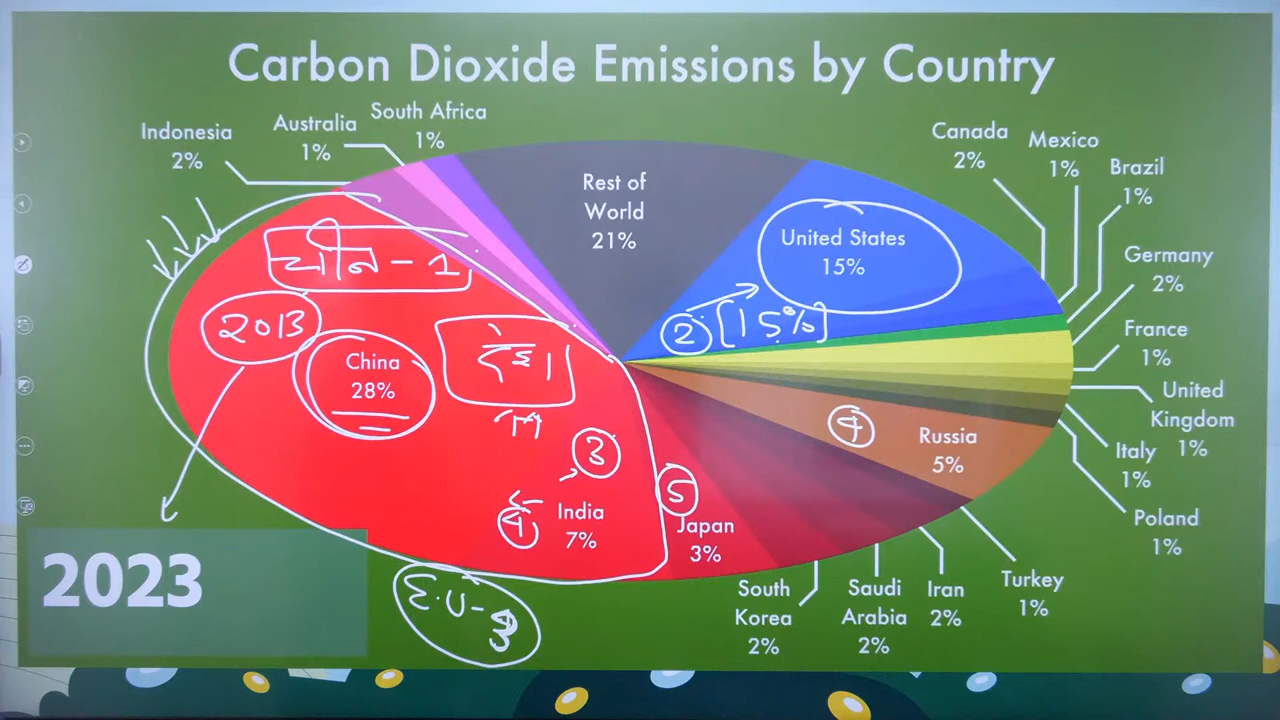 Carbon Dioxide Emissions by Country
Indonesia
2%
Australia
1%
South Africa
1%
Rest of
World
21%
United States
15%
Canada
2%
Mexico
1%
Brazil
1%
Germany
2%
France
1%
United
Kingdom
1%
Italy
1%
Poland
1%
Russia
5%
Turkey
1%
Iran
2%
Saudi
Arabia
2%
South
Korea
2%
Japan
3%
India
7%
China
28%
चीन - 1
2013
देश
2 [15%]
3
4
4
5
E.U-3
2023